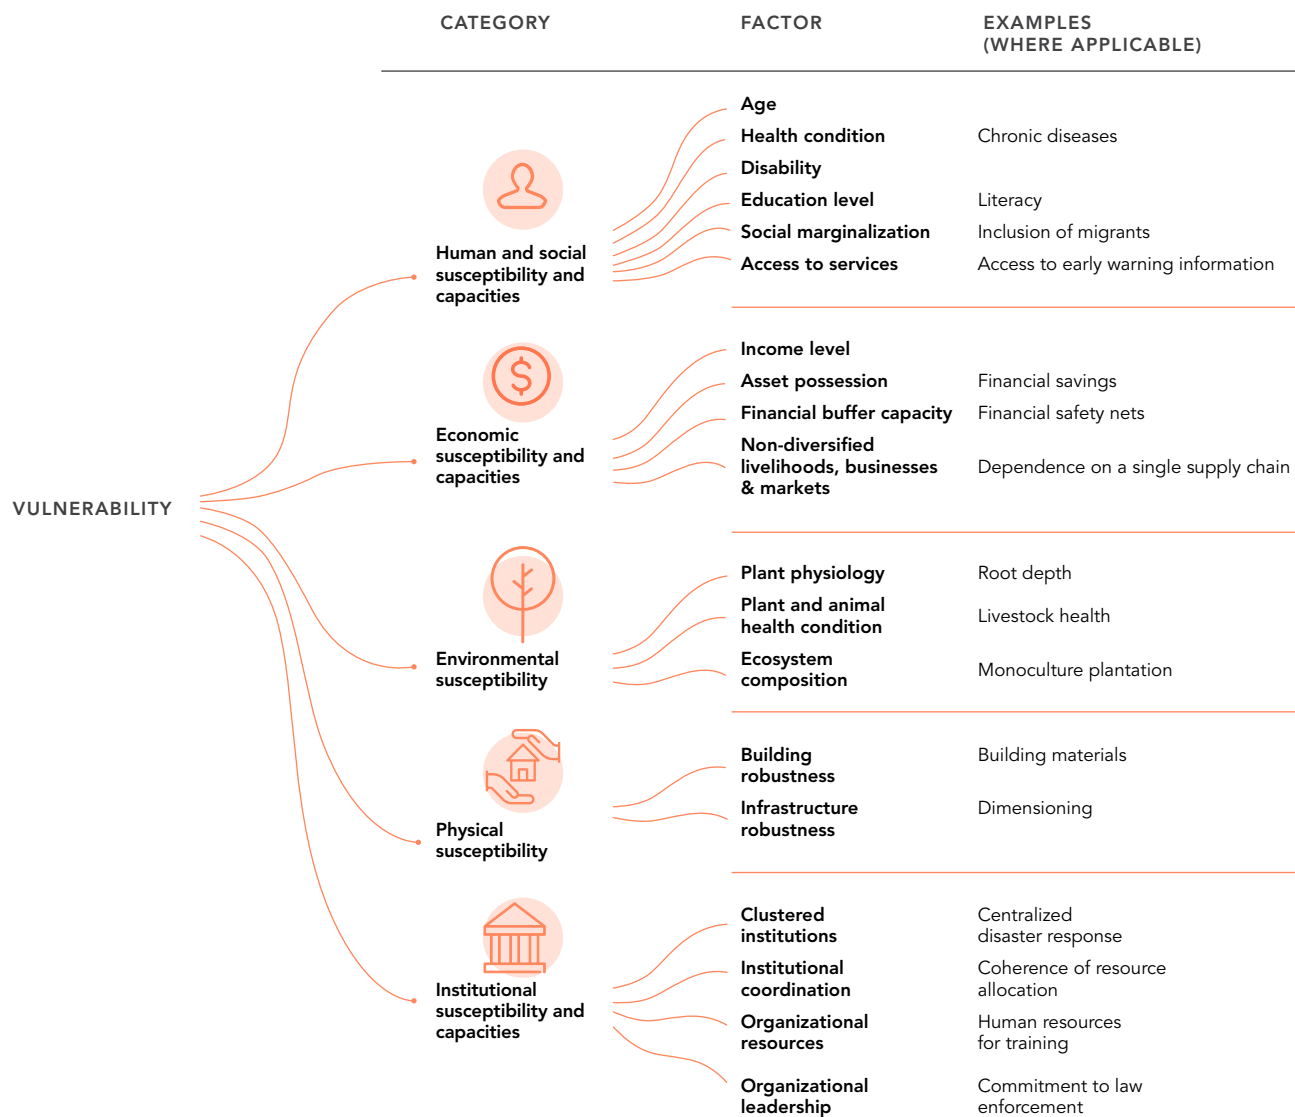 CATEGORY
FACTOR
EXAMPLES
(WHERE APPLICABLE)
VULNERABILITY
Human and social
susceptibility and
capacities
Age
Health condition
Chronic diseases
Disability
Education level
Literacy
Social marginalization
Inclusion of migrants
Access to services
Access to early warning information
Economic
susceptibility and
capacities
Income level
Asset possession
Financial savings
Financial buffer capacity
Financial safety nets
Non-diversified
livelihoods, businesses
& markets
Dependence on a single supply chain
Environmental
susceptibility
Plant physiology
Root depth
Plant and animal
health condition
Livestock health
Ecosystem
composition
Monoculture plantation
Physical
susceptibility
Building
robustness
Building materials
Infrastructure
robustness
Dimensioning
Institutional
susceptibility and
capacities
Clustered
institutions
Centralized
disaster response
Institutional
coordination
Coherence of resource
allocation
Organizational
resources
Human resources
for training
Organizational
leadership
Commitment to law
enforcement